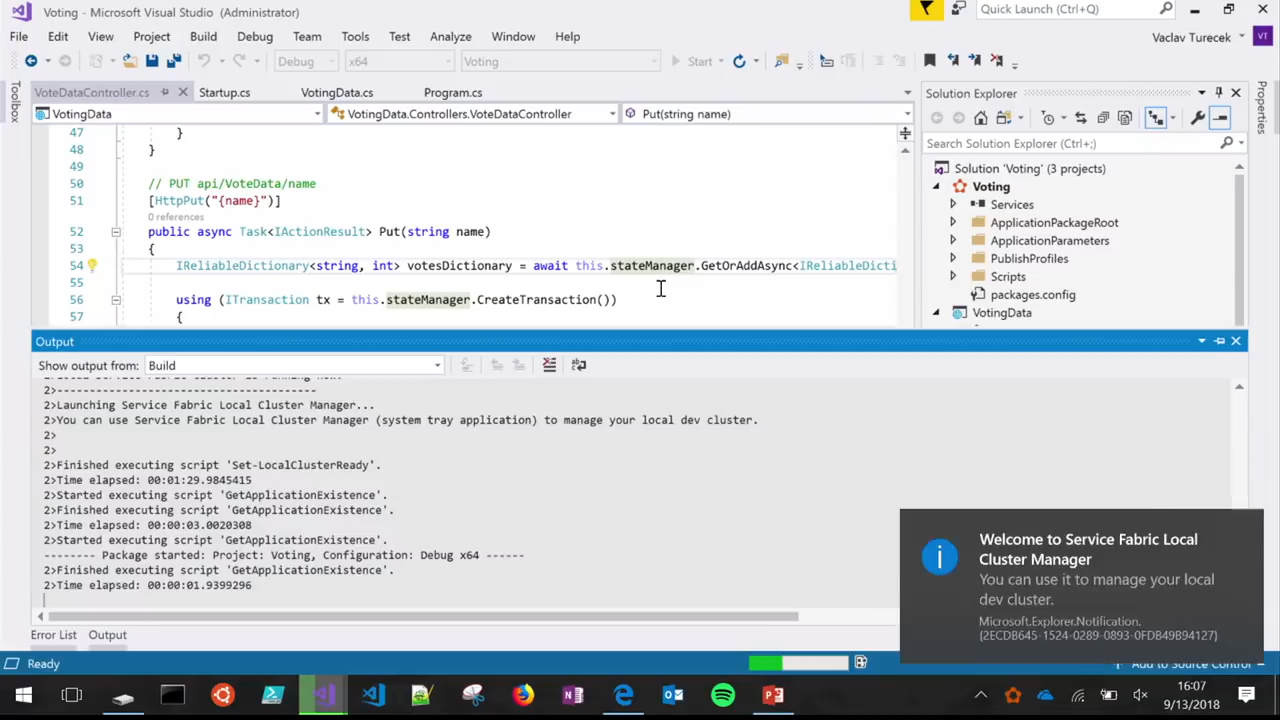 Voting - Microsoft Visual Studio (Administrator)
Quick Launch (Ctrl+Q)
File Edit View Project Build Debug Team Tools Test Analyze Window Help
Vaclav Turecek VT
Debug x64 Voting Start
Toolbox
VoteDataController.cs Startup.cs VotingData.cs Program.cs
VotingData VotingData.Controllers.VoteDataController Put(string name)
47 }
48 }
49
50 // PUT api/VoteData/name
51 [HttpPut("{name}")]
0 references
52 public async Task<IActionResult> Put(string name)
53 {
54 IReliableDictionary<string, int> votesDictionary = await this.stateManager.GetOrAddAsync<IReliableDicti
55
56 using (ITransaction tx = this.stateManager.CreateTransaction())
57 {
Solution Explorer
Search Solution Explorer (Ctrl+;)
Solution 'Voting' (3 projects)
Voting
Services
ApplicationPackageRoot
ApplicationParameters
PublishProfiles
Scripts
packages.config
VotingData
Properties
Output
Show output from: Build
2>----------------------------------------
2>Launching Service Fabric Local Cluster Manager...
2>You can use Service Fabric Local Cluster Manager (system tray application) to manage your local dev cluster.
2>
2>
2>Finished executing script 'Set-LocalClusterReady'.
2>Time elapsed: 00:01:29.9845415
2>Started executing script 'GetApplicationExistence'.
2>Finished executing script 'GetApplicationExistence'.
2>Time elapsed: 00:00:03.0020308
2>Started executing script 'GetApplicationExistence'.
-------- Package started: Project: Voting, Configuration: Debug x64 ------
2>Finished executing script 'GetApplicationExistence'.
2>Time elapsed: 00:00:01.9399296
Welcome to Service Fabric Local
Cluster Manager
You can use it to manage your local
dev cluster.
Microsoft.Explorer.Notification.
{2ECDB645-1524-0289-0893-0FDB49B94127}
Error List Output
Ready
Add to Source Control
16:07
9/13/2018